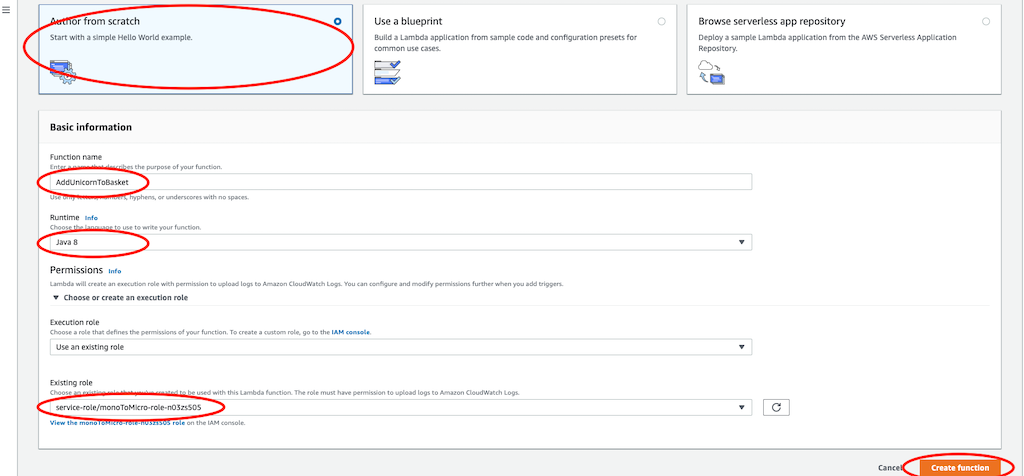 Author from scratch
Start with a simple Hello World example.
Use a blueprint
Build a Lambda application from sample code and configuration presets for
common use cases.
Browse serverless app repository
Deploy a sample Lambda application from the AWS Serverless Application
Repository.
Basic information
Function name
Enter a name that describes the purpose of your function.
AddUnicornToBasket
Use only letters, numbers, hyphens, or underscores with no spaces.
Runtime Info
Choose the language to use to write your function.
Java 8
Permissions Info
Lambda will create an execution role with permission to upload logs to Amazon CloudWatch Logs. You can configure and modify permissions further when you add triggers.
Choose or create an execution role
Execution role
Choose a role that defines the permissions of your function. To create a custom role, go to the IAM console.
Use an existing role
Existing role
Choose an existing role that you've created to be used with this Lambda function. The role must have permission to upload logs to Amazon CloudWatch Logs.
service-role/monoToMicro-role-n03zs505
View the monoToMicro-role-n03zs505 role on the IAM console.
Cancel
Create function